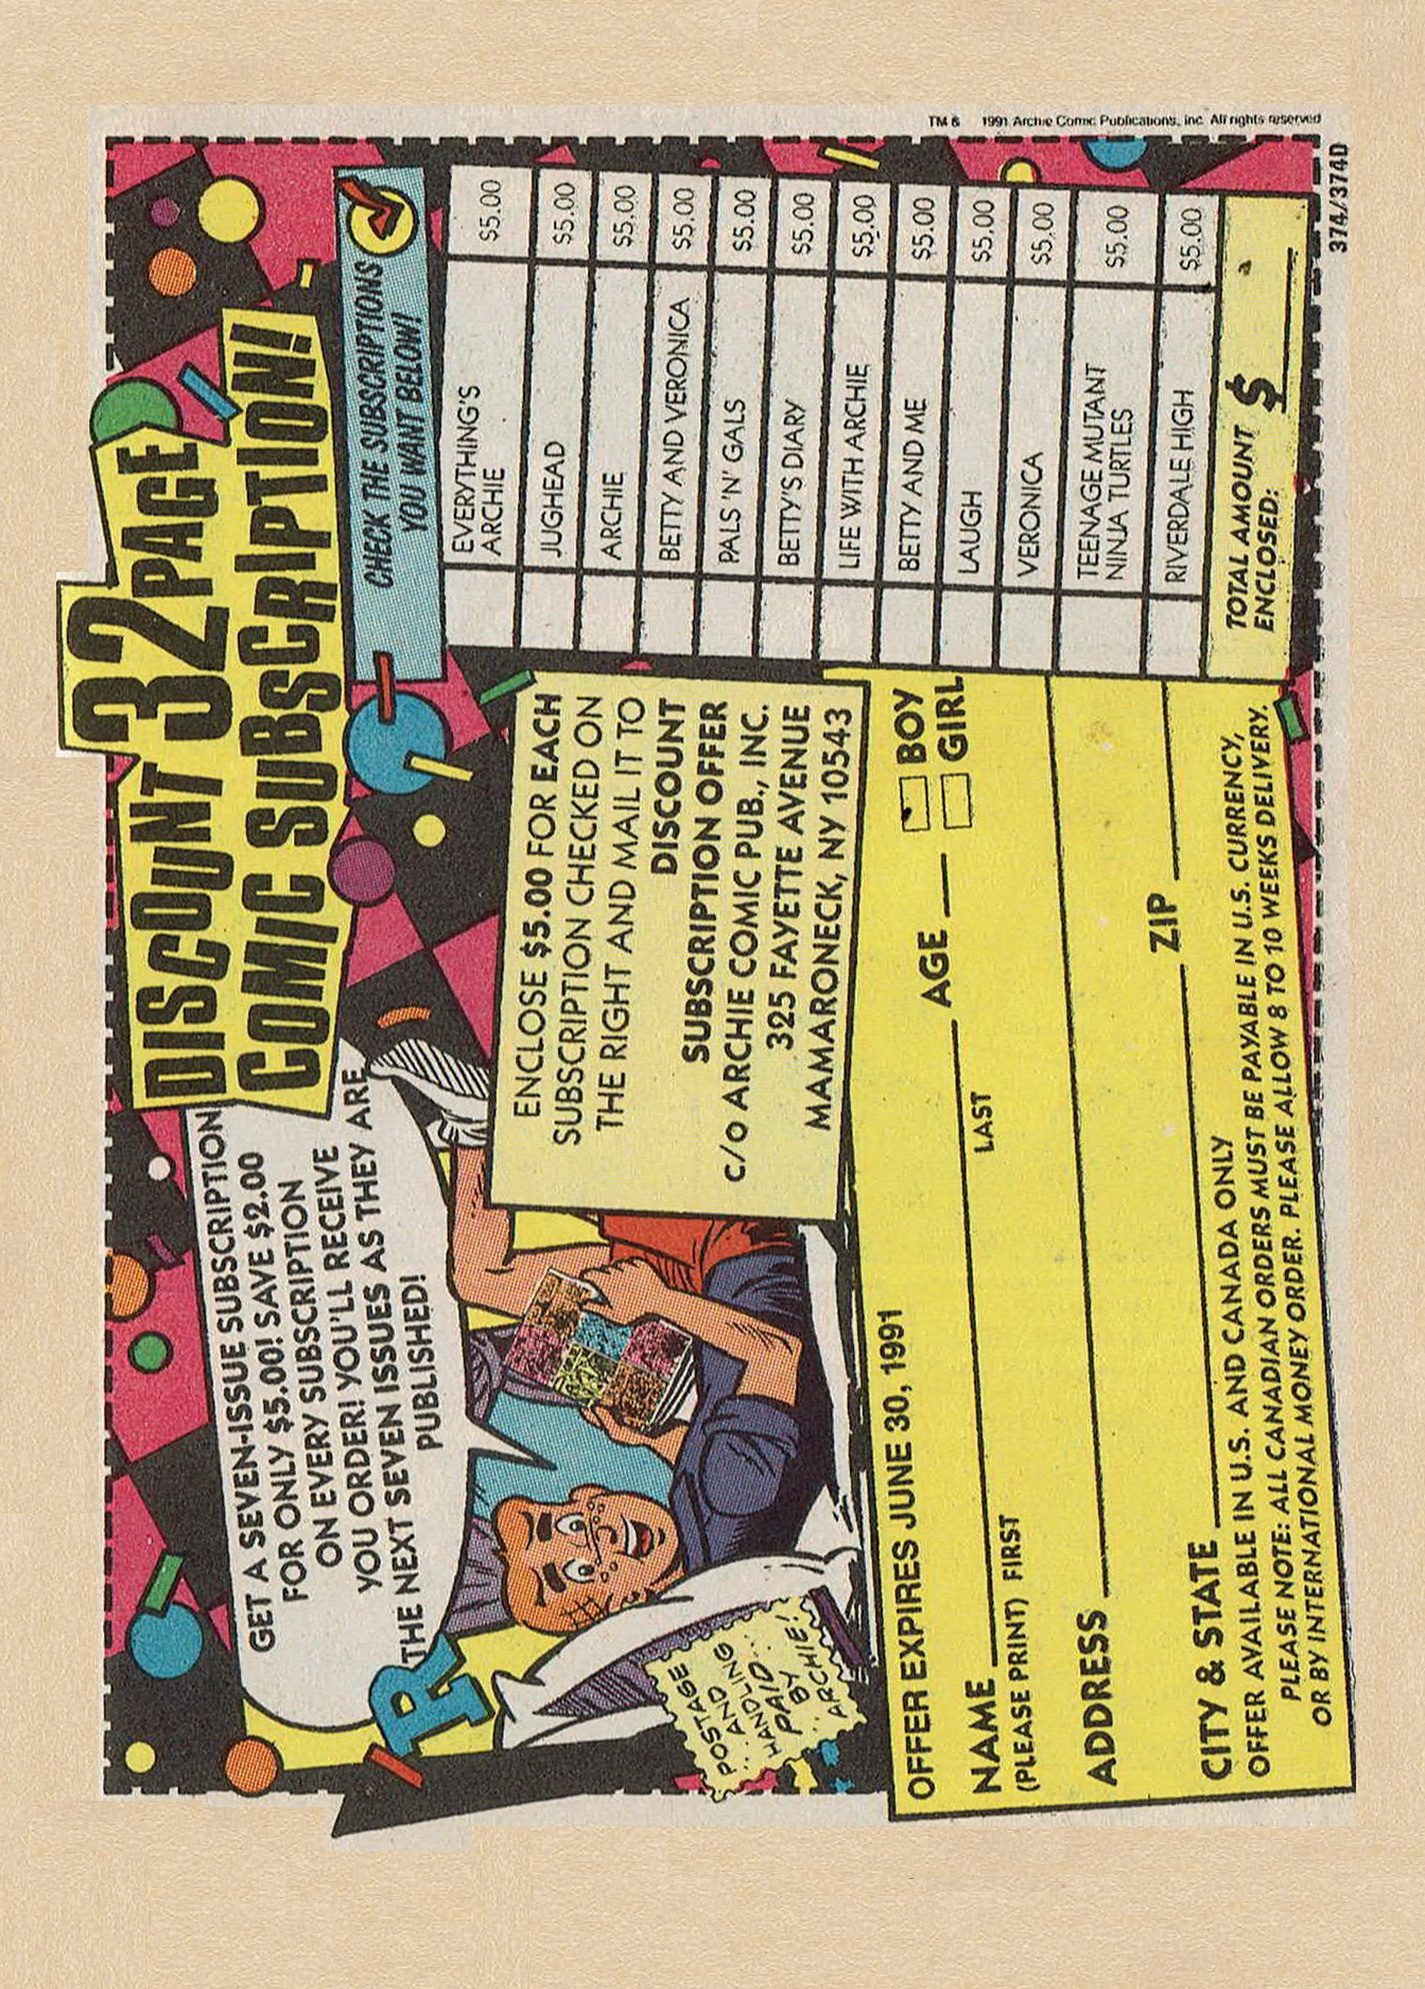 DISCOUNT 32 PAGE
COMIC SUBSCRIPTION!
GET A SEVEN-ISSUE SUBSCRIPTION
FOR ONLY $5.00! SAVE $2.00
ON EVERY SUBSCRIPTION
YOU ORDER! YOU'LL RECEIVE
THE NEXT SEVEN ISSUES AS THEY ARE
PUBLISHED!
POSTAGE
AND
HANDLING
PAID...
BY
ARCHIE!
ENCLOSE $5.00 FOR EACH
SUBSCRIPTION CHECKED ON
THE RIGHT AND MAIL IT TO
DISCOUNT
SUBSCRIPTION OFFER
C/O ARCHIE COMIC PUB., INC.
325 FAYETTE AVENUE
MAMARONECK, NY 10543
CHECK THE SUBSCRIPTIONS
YOU WANT BELOW!
EVERYTHING'S
ARCHIE $5.00
JUGHEAD $5.00
ARCHIE $5.00
BETTY AND VERONICA $5.00
PALS 'N' GALS $5.00
BETTY'S DIARY $5.00
LIFE WITH ARCHIE $5.00
BETTY AND ME $5.00
LAUGH $5.00
VERONICA $5.00
TEENAGE MUTANT
NINJA TURTLES $5.00
RIVERDALE HIGH $5.00
TOTAL AMOUNT
ENCLOSED: $
OFFER EXPIRES JUNE 30, 1991
NAME AGE BOY
GIRL
(PLEASE PRINT) FIRST LAST
ADDRESS
CITY & STATE ZIP
OFFER AVAILABLE IN U.S. AND CANADA ONLY
PLEASE NOTE: ALL CANADIAN ORDERS MUST BE PAYABLE IN U.S. CURRENCY,
OR BY INTERNATIONAL MONEY ORDER. PLEASE ALLOW 8 TO 10 WEEKS DELIVERY.
TM & 1991 Archie Comic Publications, Inc. All rights reserved
374/374D